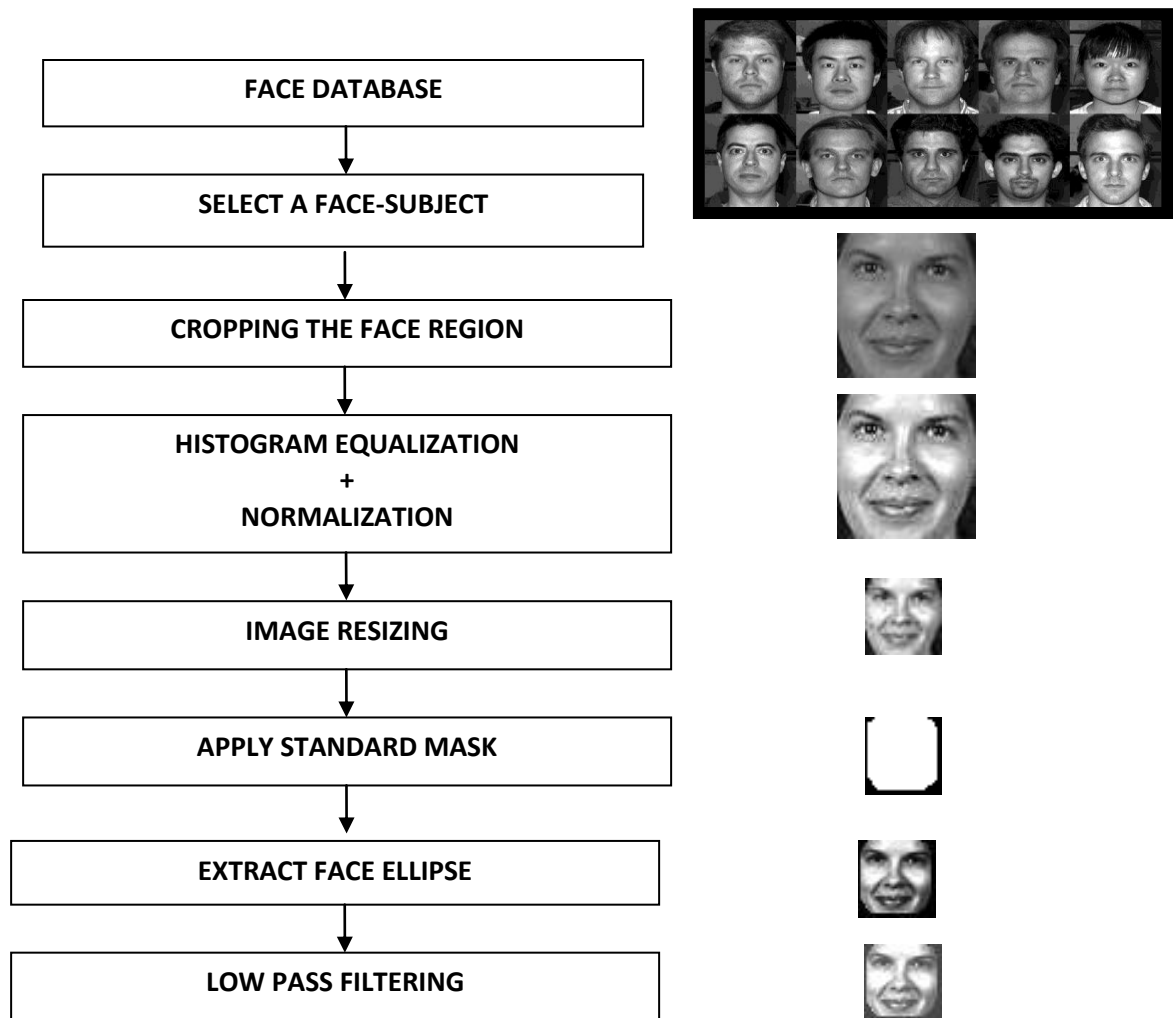 FACE DATABASE
SELECT A FACE-SUBJECT
CROPPING THE FACE REGION
HISTOGRAM EQUALIZATION
+
NORMALIZATION
IMAGE RESIZING
APPLY STANDARD MASK
EXTRACT FACE ELLIPSE
LOW PASS FILTERING